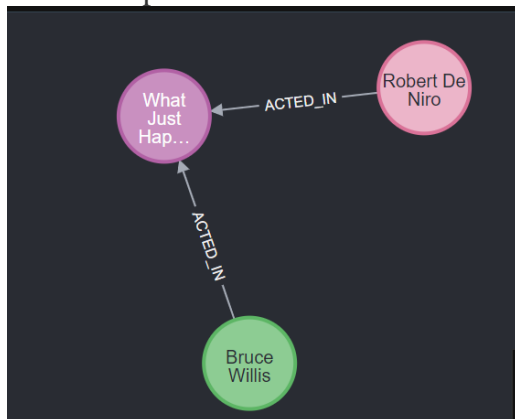 What
Just
Hap...
ACTED_IN
Robert De
Niro
ACTED_IN
Bruce
Willis